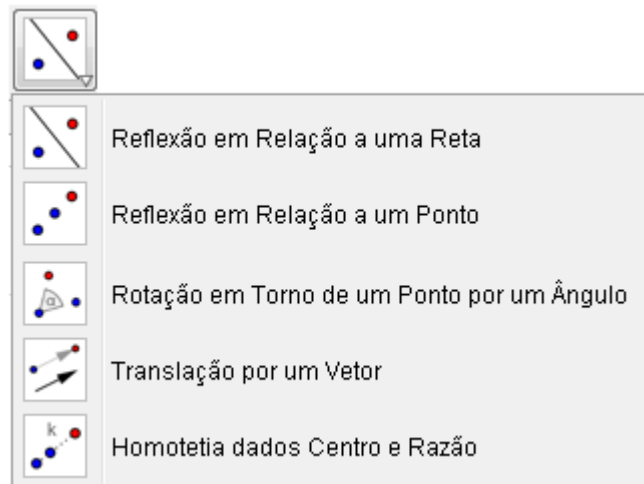 Reflexão em Relação a uma Reta
Reflexão em Relação a um Ponto
α
Rotação em Torno de um Ponto por um Ângulo
Translação por um Vetor
k
Homotetia dados Centro e Razão